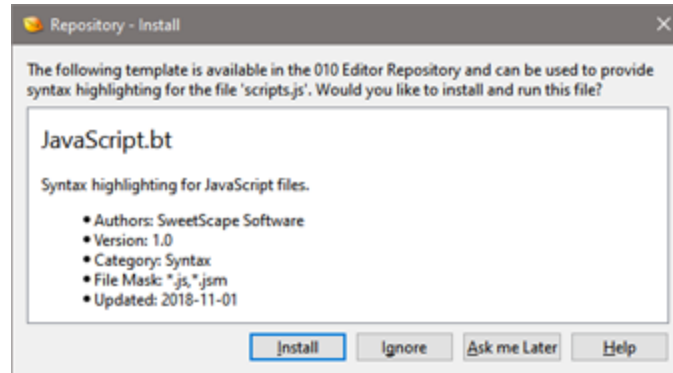 Repository - Install
The following template is available in the 010 Editor Repository and can be used to provide
syntax highlighting for the file 'scripts.js'. Would you like to install and run this file?
JavaScript.bt
Syntax highlighting for JavaScript files.
• Authors: SweetScape Software
• Version: 1.0
• Category: Syntax
• File Mask: *.js,*.jsm
• Updated: 2018-11-01
Install Ignore Ask me Later Help